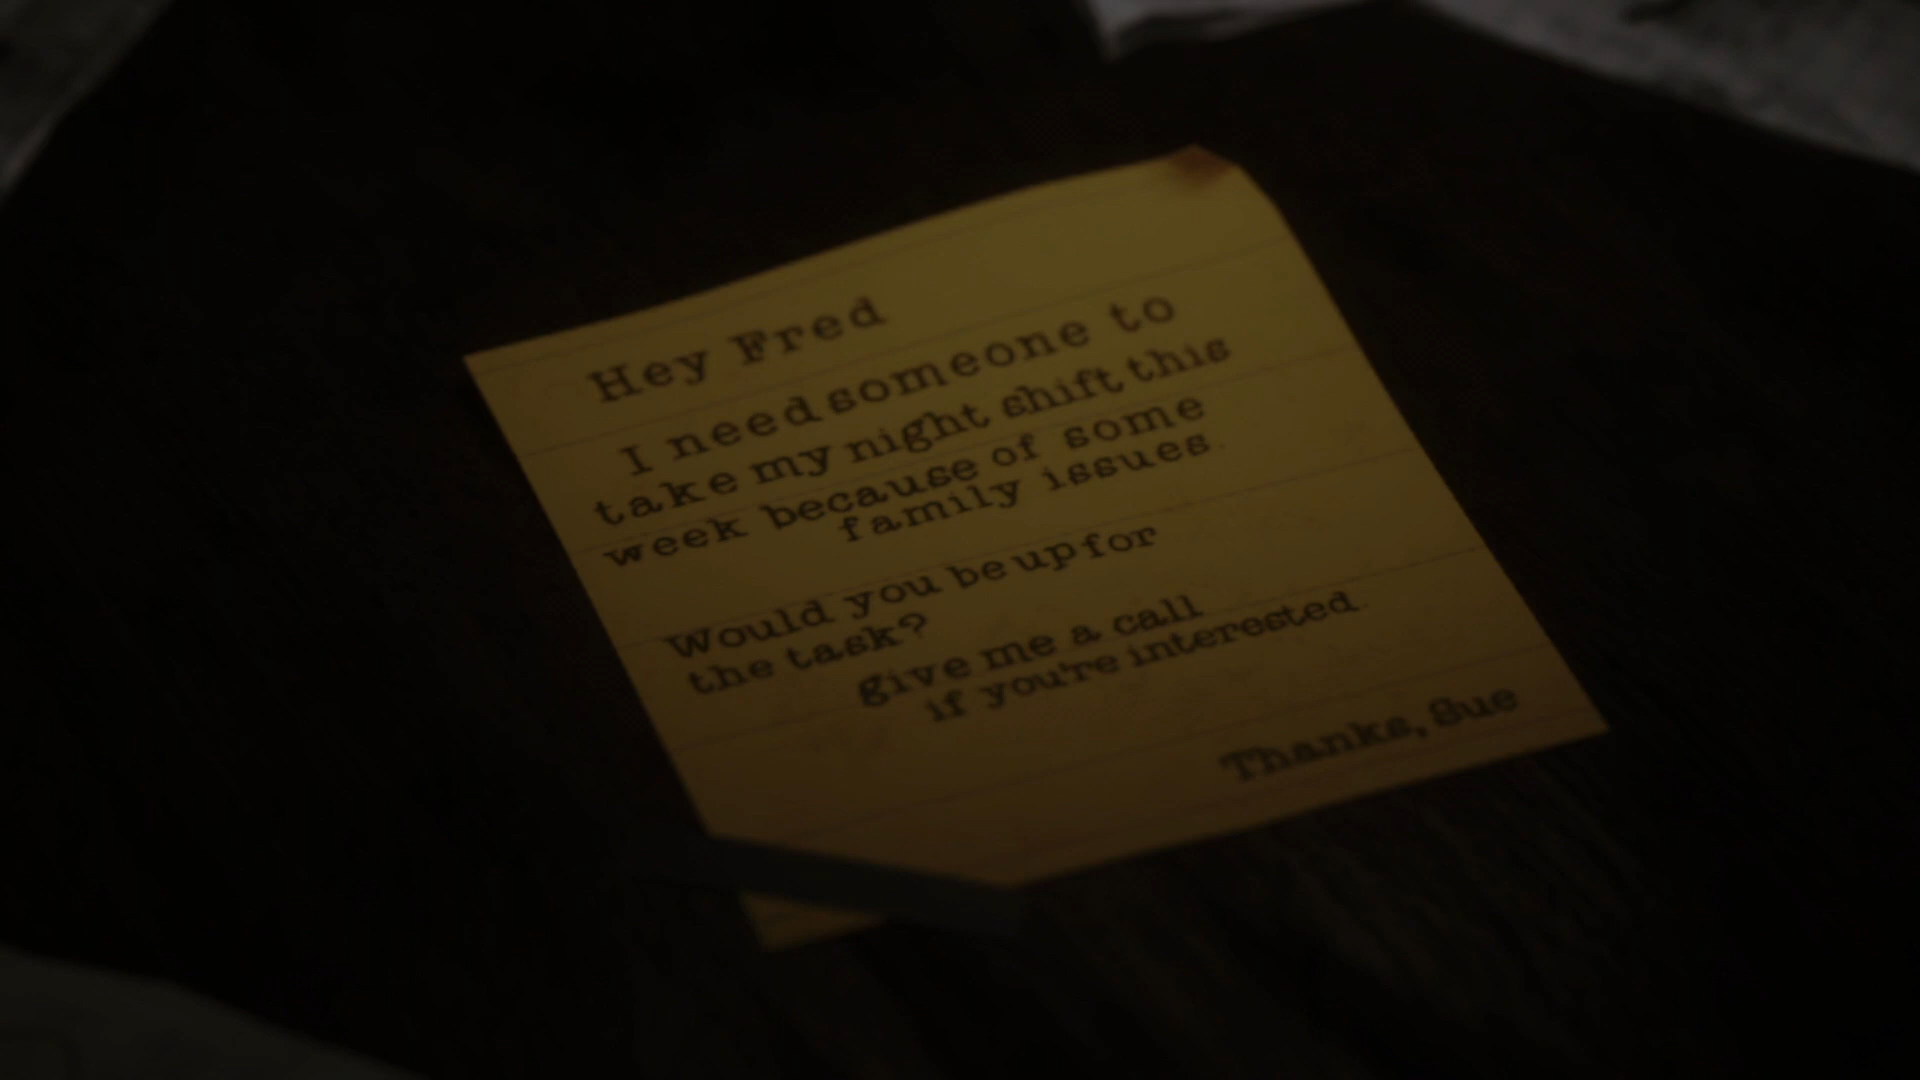 Hey Fred
I need someone to
take my night shift this
week because of some
family issues.
Would you be up for
the task?
give me a call
if you're interested.
Thanks, Sue